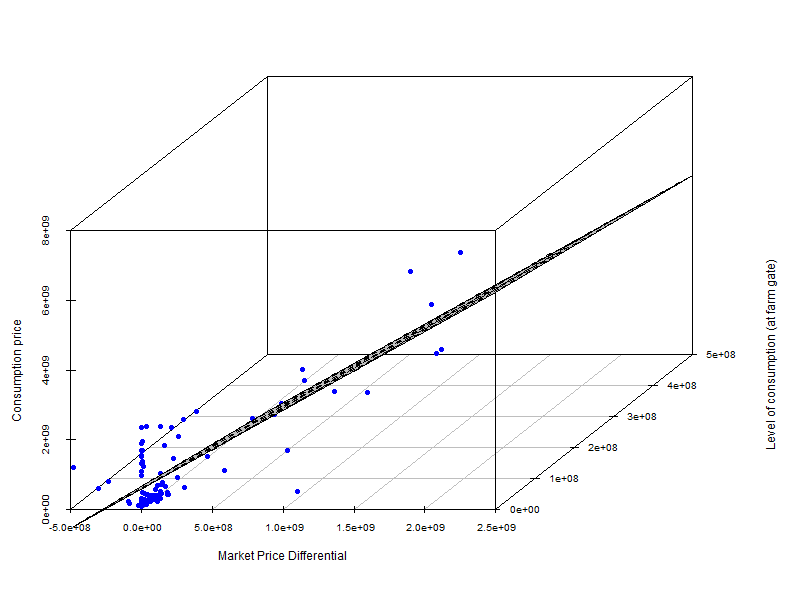 8e+09
6e+09
4e+09
2e+09
0e+00
Consumption price
-5.0e+08 0.0e+00 5.0e+08 1.0e+09 1.5e+09 2.0e+09 2.5e+09
Market Price Differential
5e+08
4e+08
3e+08
2e+08
1e+08
0e+00
Level of consumption (at farm gate)